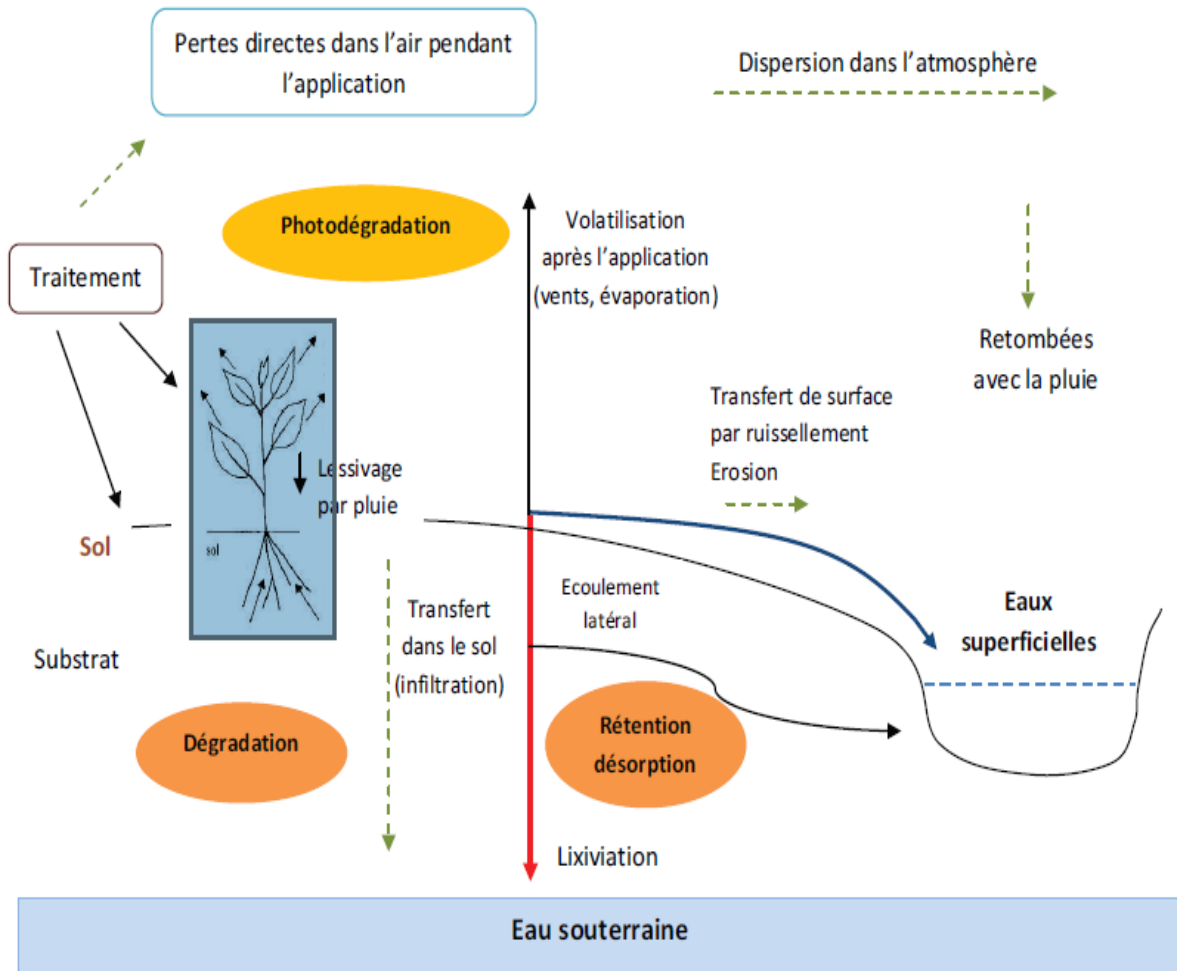 Pertes directes dans l’air pendant
l’application
Dispersion dans l’atmosphère
Photodégradation
Volatilisation
après l’application
(vents, évaporation)
Traitement
Retombées
avec la pluie
Transfert de surface
par ruissellement
Erosion
Lessivage
par pluie
Sol
sol
Ecoulement
latéral
Transfert
dans le sol
(infiltration)
Eaux
superficielles
Substrat
Dégradation
Rétention
désorption
Lixiviation
Eau souterraine